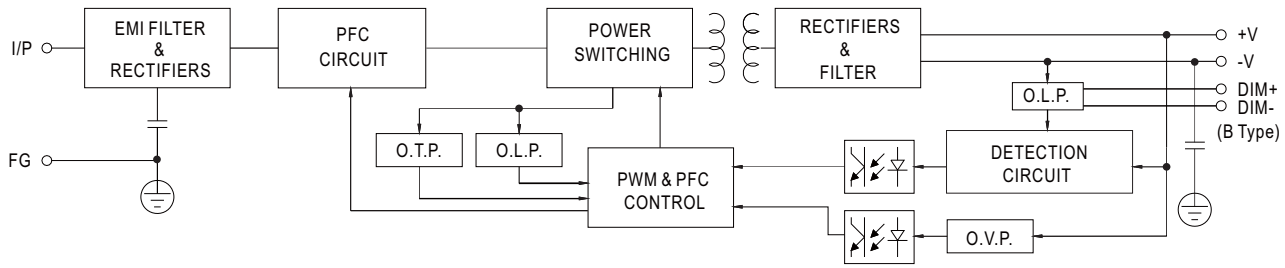 I/P
EMI FILTER
&
RECTIFIERS
PFC
CIRCUIT
POWER
SWITCHING
RECTIFIERS
&
FILTER
+V
-V
DIM+
DIM-
(B Type)
O.L.P.
FG
O.T.P.
O.L.P.
PWM & PFC
CONTROL
DETECTION
CIRCUIT
O.V.P.